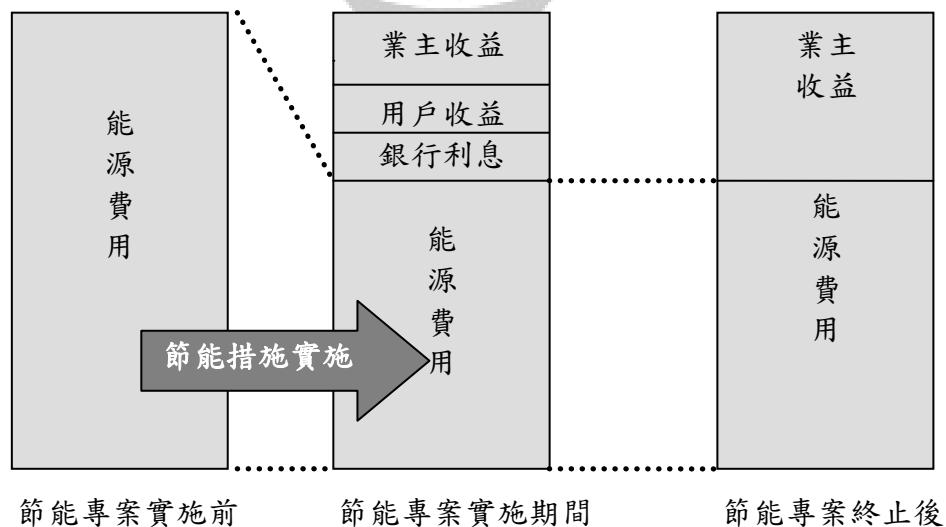 能源費用
節能措施實施
業主收益
用戶收益
銀行利息
能源費用
業主
收益
能源費用
節能專案實施前
節能專案實施期間
節能專案終止後